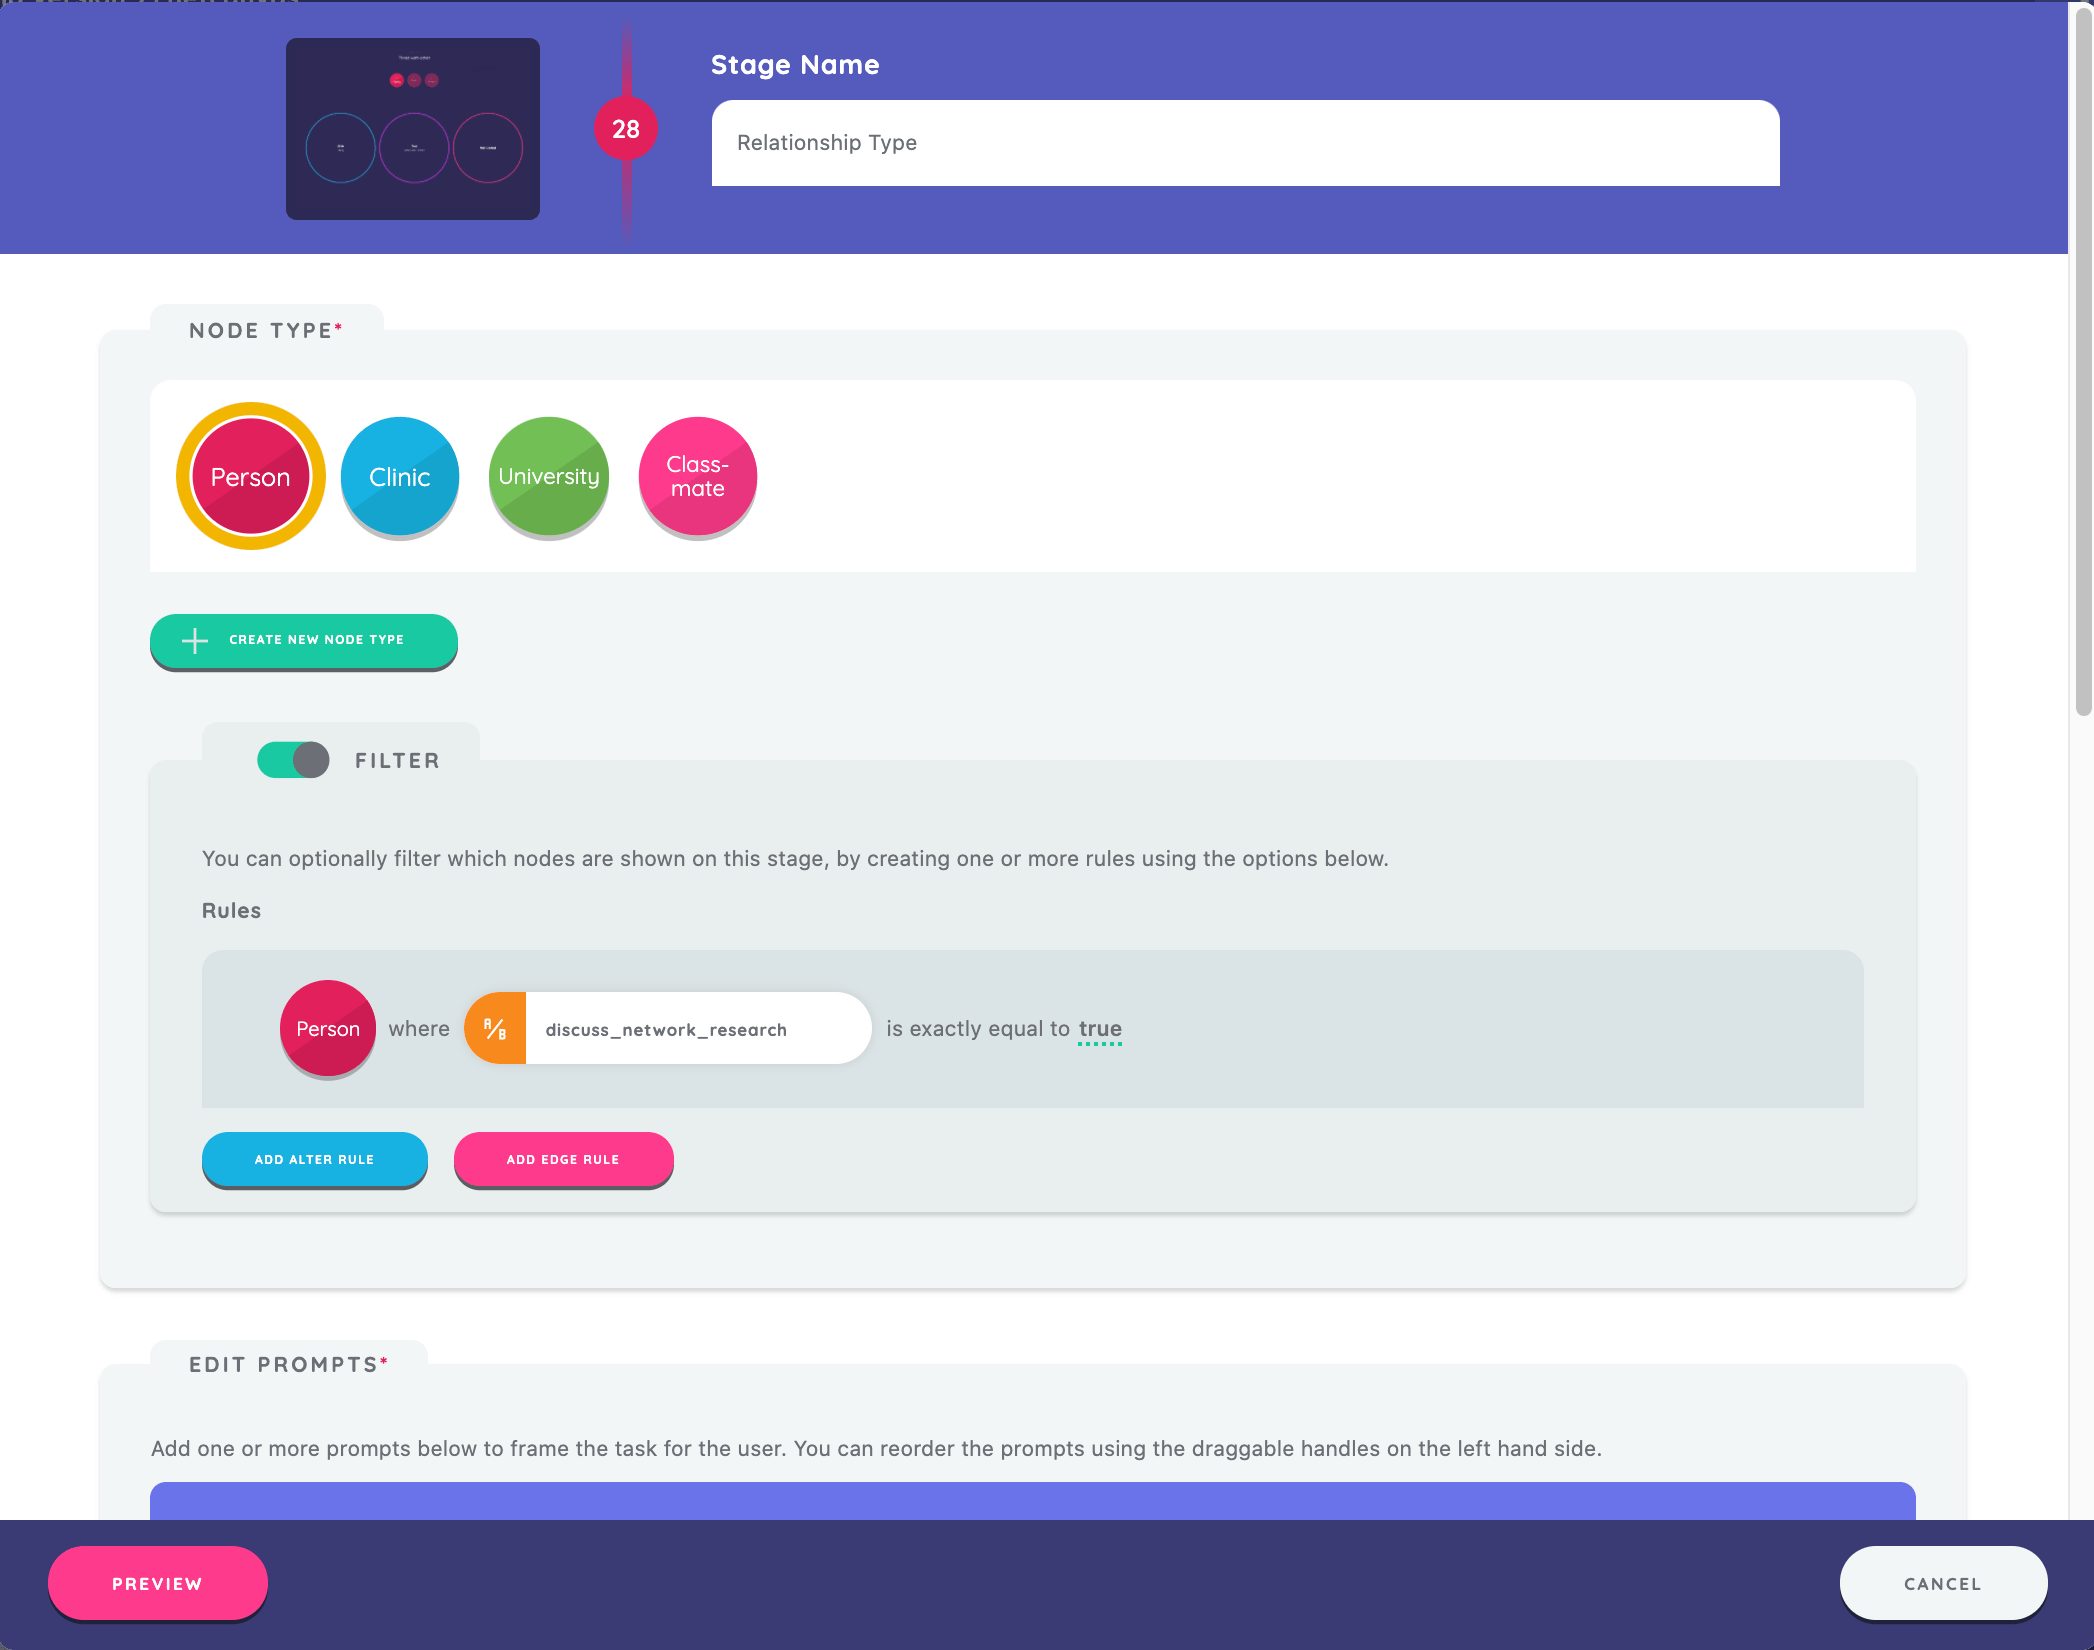 Stage Name
28
Relationship Type
NODE TYPE*
Person
Clinic
University
Class-
mate
CREATE NEW NODE TYPE
FILTER
You can optionally filter which nodes are shown on this stage, by creating one or more rules using the options below.
Rules
Person where A/B discuss_network_research is exactly equal to true
ADD ALTER RULE
ADD EDGE RULE
EDIT PROMPTS*
Add one or more prompts below to frame the task for the user. You can reorder the prompts using the draggable handles on the left hand side.
PREVIEW
CANCEL